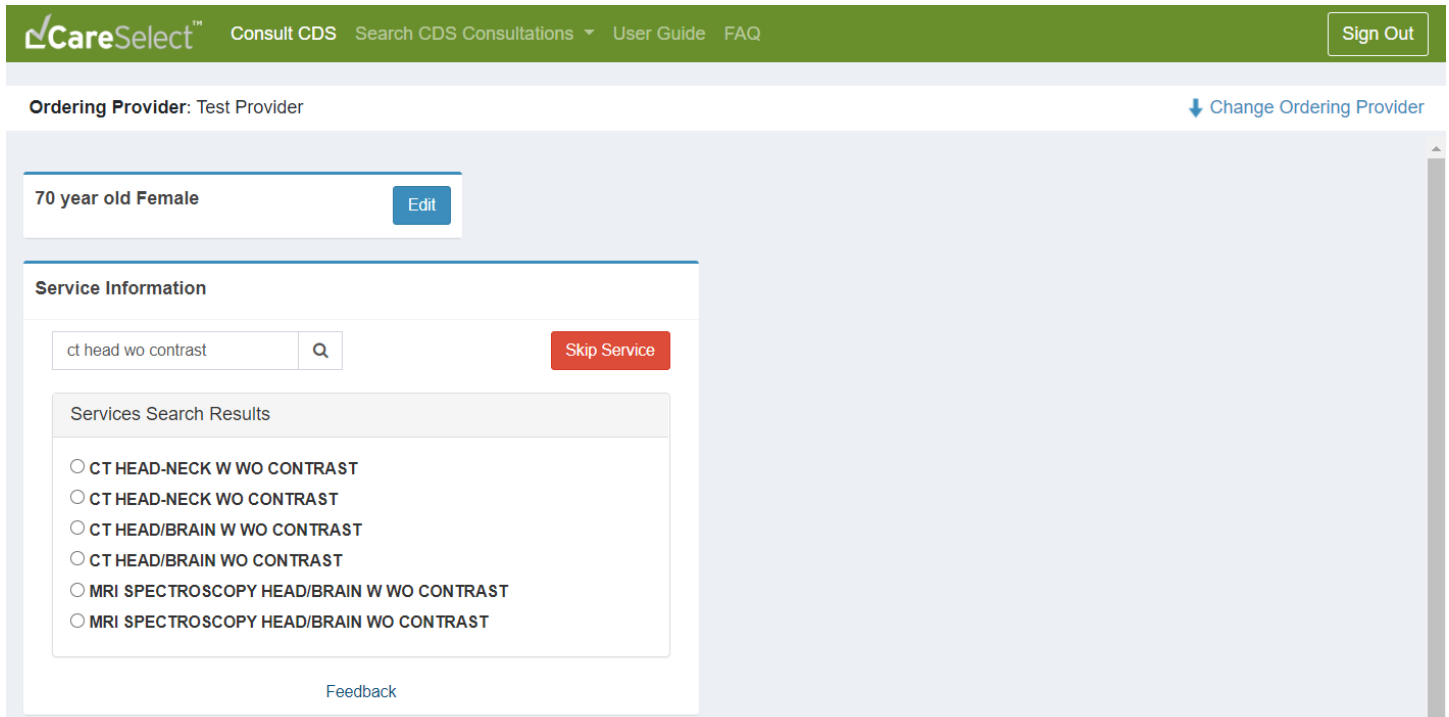 CareSelect™ Consult CDS Search CDS Consultations User Guide FAQ Sign Out
Ordering Provider: Test Provider Change Ordering Provider
70 year old Female Edit
Service Information
ct head wo contrast Skip Service
Services Search Results
CT HEAD-NECK W WO CONTRAST
CT HEAD-NECK WO CONTRAST
CT HEAD/BRAIN W WO CONTRAST
CT HEAD/BRAIN WO CONTRAST
MRI SPECTROSCOPY HEAD/BRAIN W WO CONTRAST
MRI SPECTROSCOPY HEAD/BRAIN WO CONTRAST
Feedback